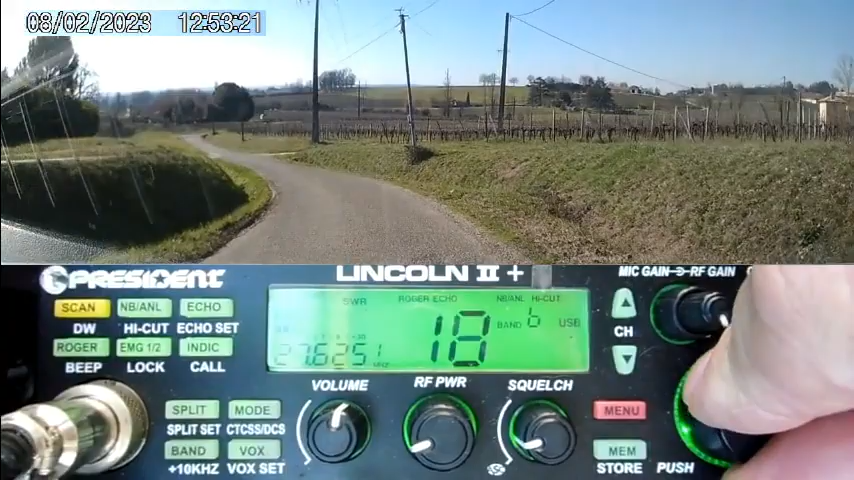 08/02/2023 12:53:21
PRESIDENT LINCOLN II + MIC GAIN RF GAIN
SCAN NB/ANL ECHO
DW HI-CUT ECHO SET
ROGER EMG 1/2 INDIC
BEEP LOCK CALL
SWR ROGER ECHO NB/ANL HI-CUT
18 BAND b USB
27.6251
CH
VOLUME RF PWR SQUELCH
SPLIT MODE
SPLIT SET CTCSS/DCS
BAND VOX
+10KHZ VOX SET
MENU
MEM
STORE PUSH